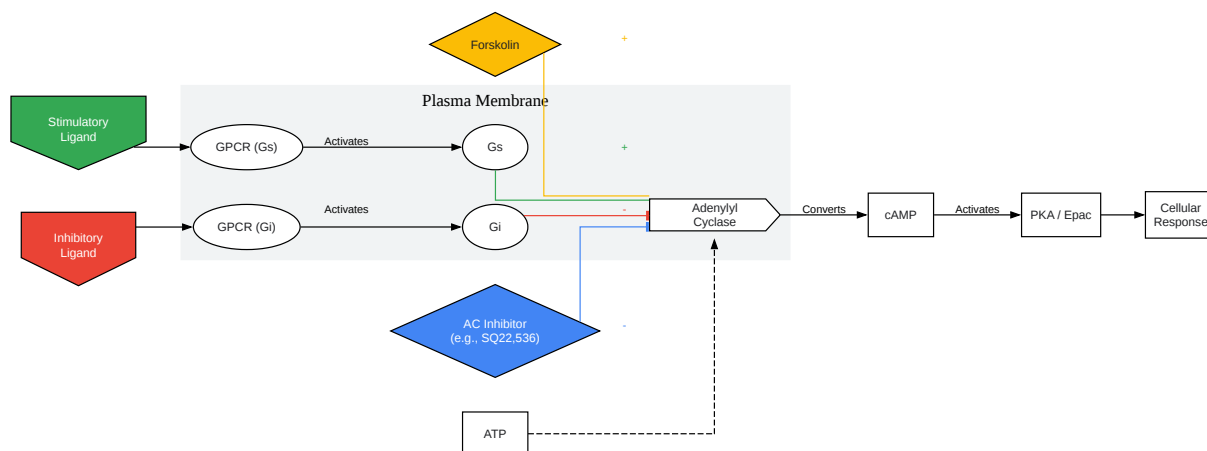 Forskolin
+
Plasma Membrane
Stimulatory
Ligand
GPCR (Gs)
Activates
Gs
+
Inhibitory
Ligand
GPCR (Gi)
Activates
Gi
-
Adenylyl
Cyclase
Converts
cAMP
Activates
PKA / Epac
Cellular
Response
AC Inhibitor
(e.g., SQ22,536)
-
ATP